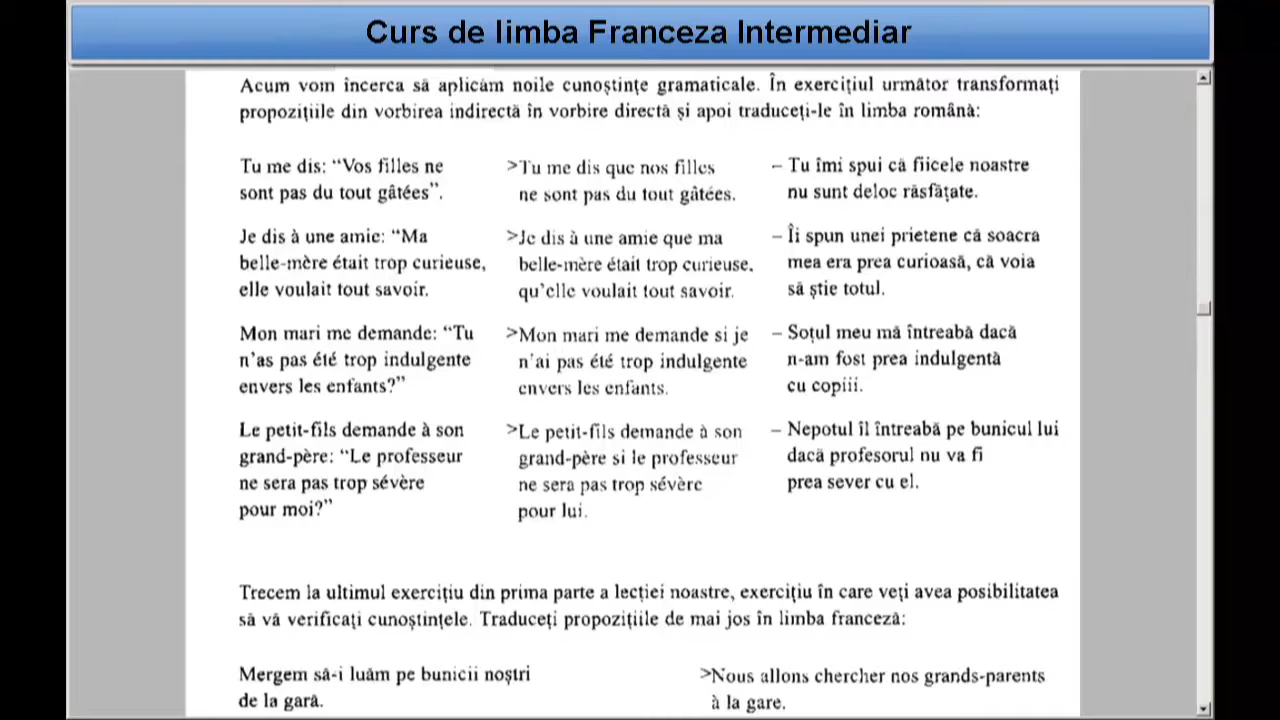 Curs de limba Franceza Intermediar
Acum vom încerca să aplicăm noile cunoştinţe gramaticale. În exerciţiul următor transformaţi
propoziţiile din vorbirea indirectă în vorbire directă şi apoi traduceţi-le în limba română:
Tu me dis: “Vos filles ne
sont pas du tout gâtées”.
>Tu me dis que nos filles
ne sont pas du tout gâtées.
– Tu îmi spui că fiicele noastre
nu sunt deloc răsfăţate.
Je dis à une amie: “Ma
belle-mère était trop curieuse,
elle voulait tout savoir.
>Je dis à une amie que ma
belle-mère était trop curieuse,
qu’elle voulait tout savoir.
– Îi spun unei prietene că soacra
mea era prea curioasă, că voia
să ştie totul.
Mon mari me demande: “Tu
n’as pas été trop indulgente
envers les enfants?”
>Mon mari me demande si je
n’ai pas été trop indulgente
envers les enfants.
– Soţul meu mă întreabă dacă
n-am fost prea indulgentă
cu copiii.
Le petit-fils demande à son
grand-père: “Le professeur
ne sera pas trop sévère
pour moi?”
>Le petit-fils demande à son
grand-père si le professeur
ne sera pas trop sévère
pour lui.
– Nepotul îl întreabă pe bunicul lui
dacă profesorul nu va fi
prea sever cu el.
Trecem la ultimul exerciţiu din prima parte a lecţiei noastre, exerciţiu în care veţi avea posibilitatea
să vă verificaţi cunoştinţele. Traduceţi propoziţiile de mai jos în limba franceză:
Mergem să-i luăm pe bunicii noştri
de la gară.
>Nous allons chercher nos grands-parents
à la gare.